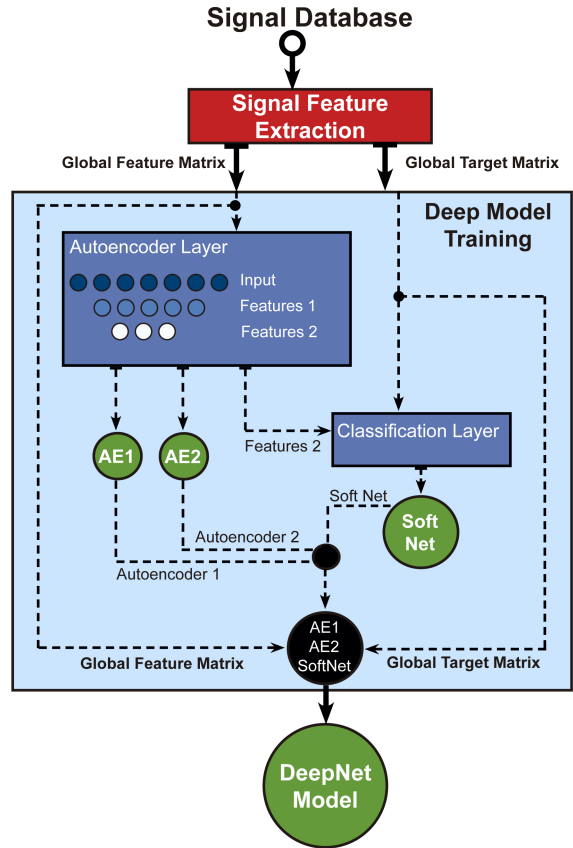 Signal Database
Signal Feature
Extraction
Global Feature Matrix
Global Target Matrix
Deep Model
Training
Autoencoder Layer
Input
Features 1
Features 2
AE1
AE2
Features 2
Classification Layer
Soft Net
Soft
Net
Autoencoder 2
Autoencoder 1
AE1
AE2
SoftNet
Global Feature Matrix
Global Target Matrix
DeepNet
Model